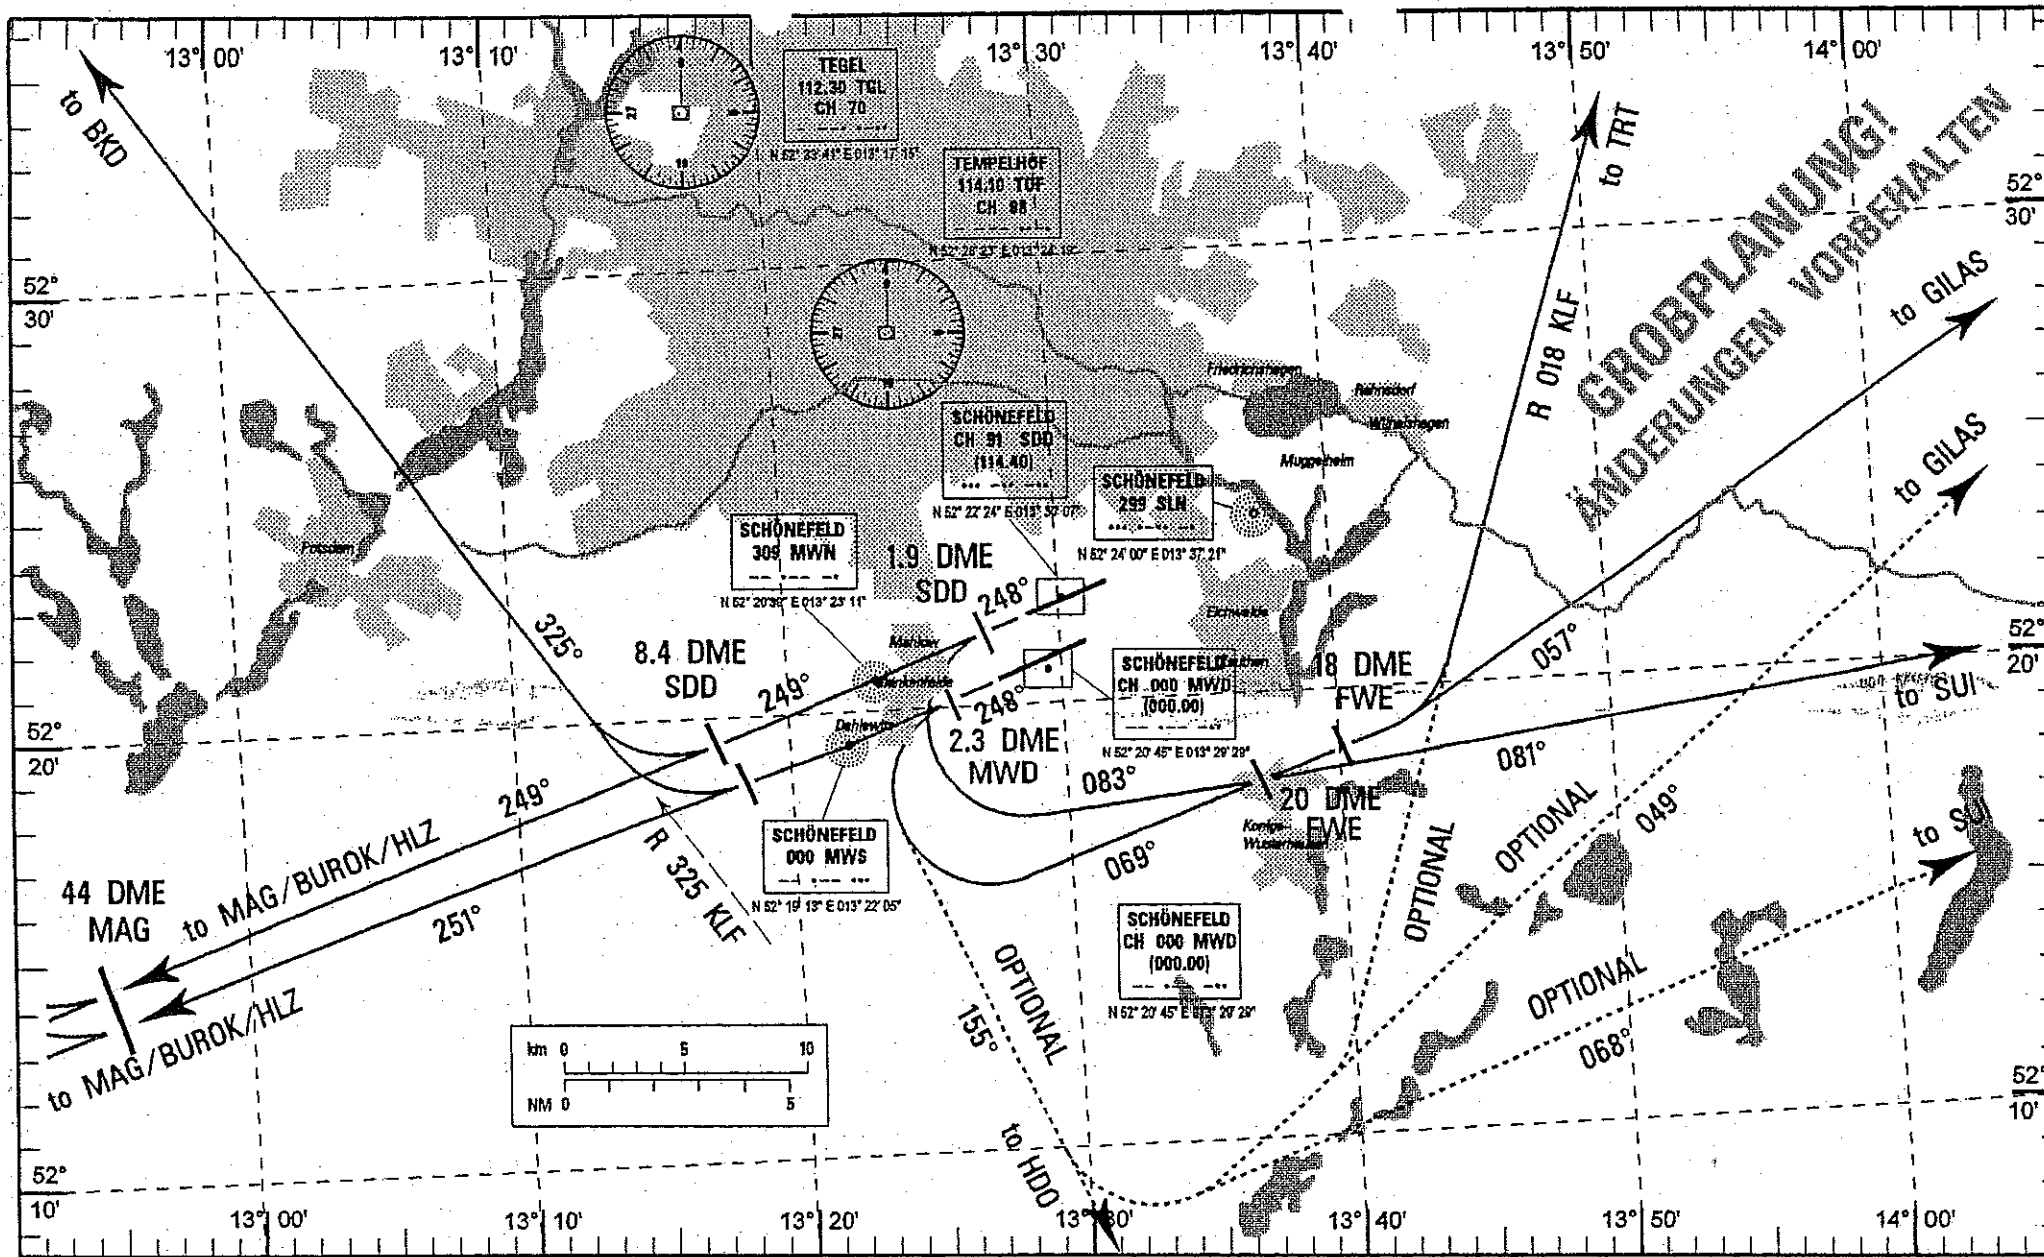 13° 00'
13° 10'
13° 30'
13° 40'
13° 50'
14° 00'
to BKD
TEGEL
112.30 TGL
CH 70
TEMPELHOF
114.10 TOF
CH 88
to TRT
GROBPLANUNG!
ÄNDERUNGEN VORBEHALTEN
52°
30'
52°
30'
to GILAS
R 018 KLF
to GILAS
Friedrichshagen
Rahnsdorf
Wilhelmshagen
Muggelheim
SCHÖNEFELD
CH 91 SDD
(114.40)
N 52° 22' 24" E 013° 30' 07"
SCHÖNEFELD
299 SLN
N 52° 24' 00" E 013° 37' 21"
SCHÖNEFELD
309 MWN
N 52° 20' 39" E 013° 23' 11"
1.9 DME
SDD
248°
Potsdam
Eichwalde
325°
8.4 DME
SDD
249°
Mahlow
Dahlewitz
248°
2.3 DME
MWD
SCHÖNEFELD
CH 000 MWD
(000.00)
N 52° 20' 45" E 013° 29' 29"
18 DME
FWE
057°
52°
20'
to SUI
52°
20'
249°
083°
081°
20 DME
FWE
Konigs-
Wusterhausen
OPTIONAL
049°
to SUI
SCHÖNEFELD
000 MWS
N 52° 19' 13" E 013° 22' 05"
069°
OPTIONAL
44 DME
MAG
to MAG/BUROK/HLZ
251°
R 325 KLF
SCHÖNEFELD
CH 000 MWD
(000.00)
N 52° 20' 45" E 013° 29' 29"
OPTIONAL
155°
OPTIONAL
068°
to MAG/BUROK/HLZ
km 0 5 10
NM 0 5
to HDO
52°
10'
52°
10'
13° 00'
13° 10'
13° 20'
13° 30'
13° 40'
13° 50'
14° 00'